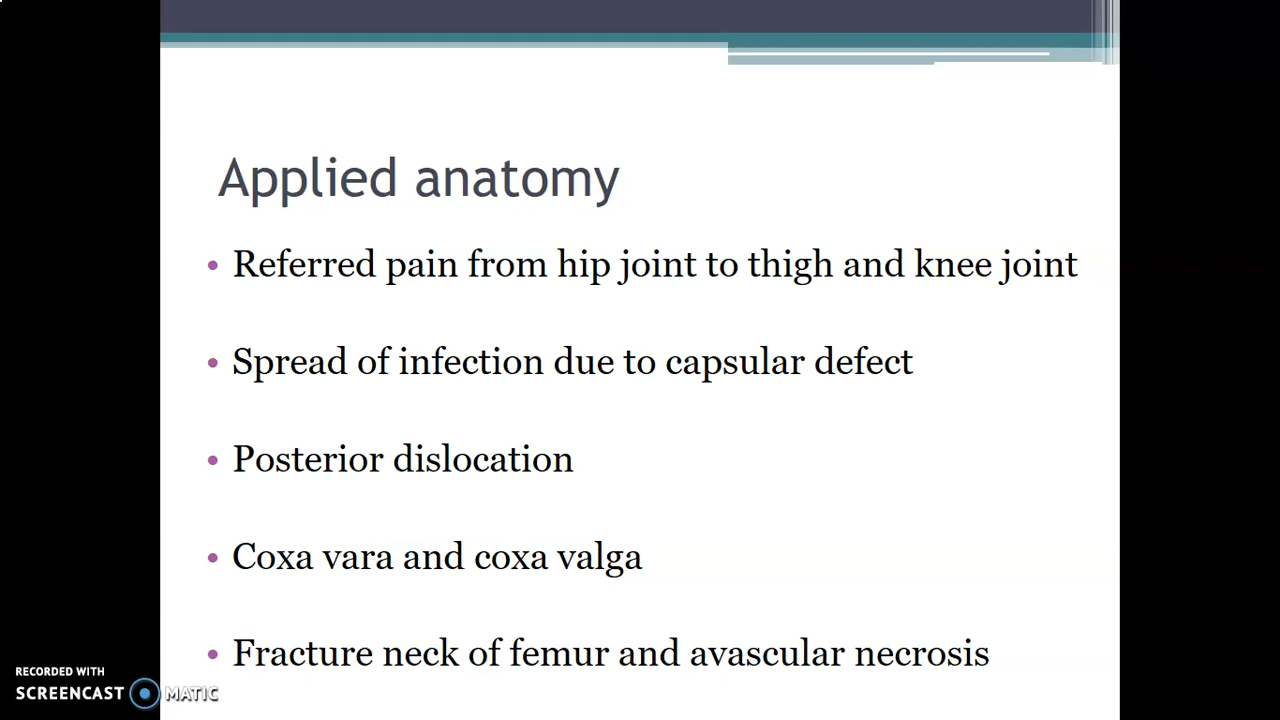 Applied anatomy
• Referred pain from hip joint to thigh and knee joint
• Spread of infection due to capsular defect
• Posterior dislocation
• Coxa vara and coxa valga
• Fracture neck of femur and avascular necrosis
RECORDED WITH
SCREENCAST MATIC